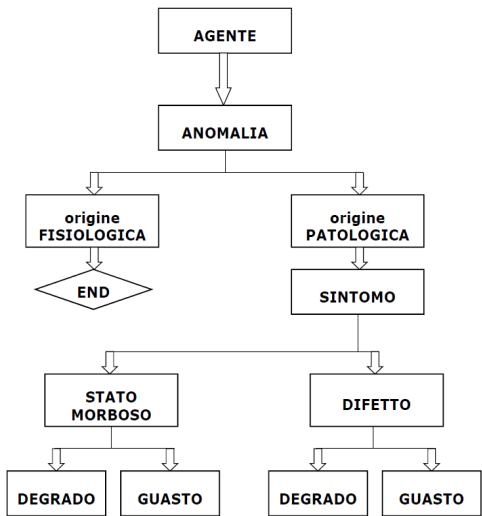 AGENTE
ANOMALIA
origine
FISIOLOGICA
origine
PATOLOGICA
END
SINTOMO
STATO
MORBOSO
DIFETTO
DEGRADO
GUASTO
DEGRADO
GUASTO